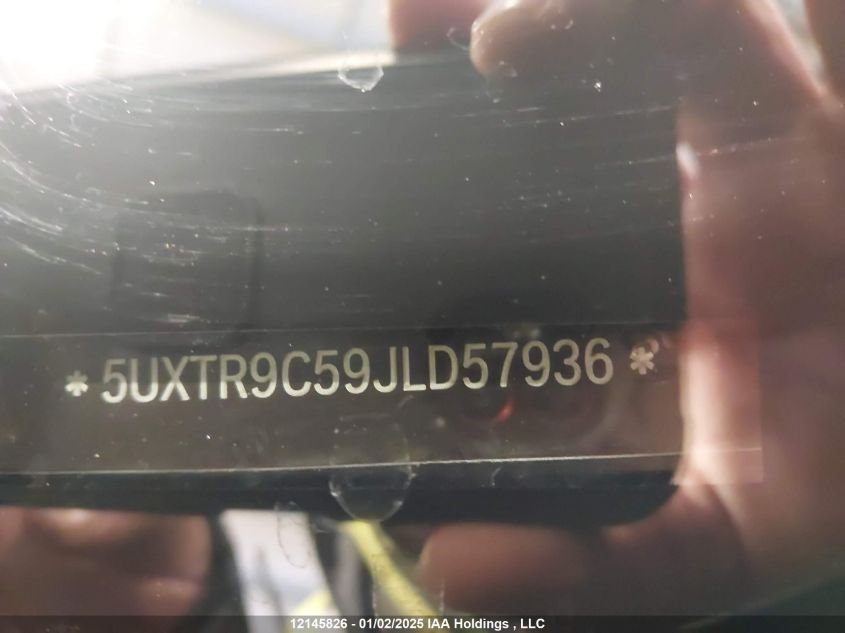 *5UXTR9C59JLD57936*
12145826 - 01/02/2025 IAA Holdings , LLC